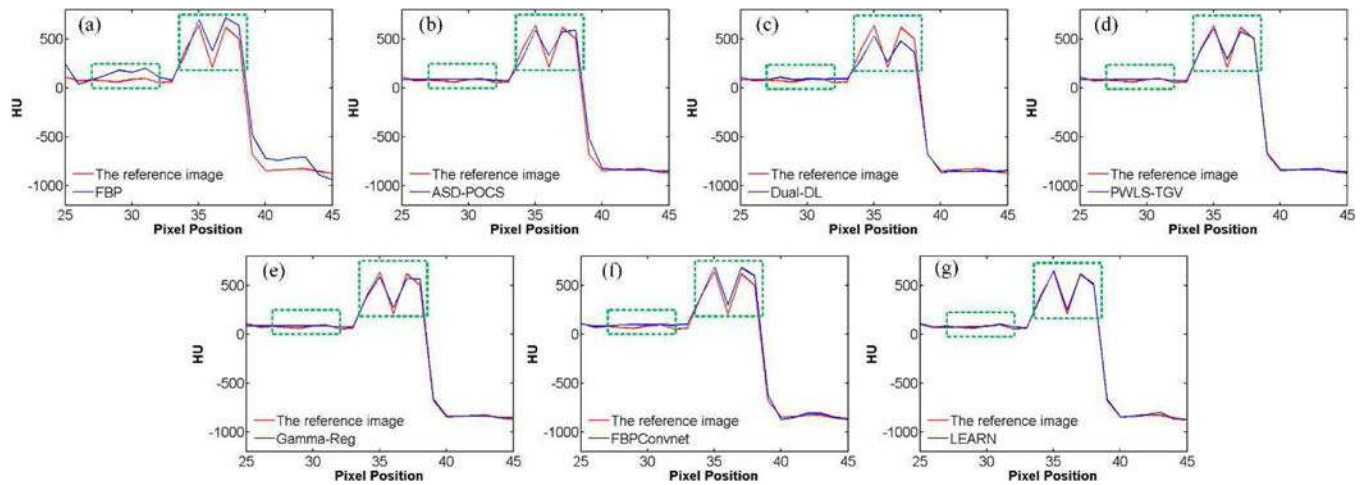 (a)
500
0
-500
-1000
HU
The reference image
FBP
25 30 35 40 45
Pixel Position
(b)
500
0
-500
-1000
HU
The reference image
ASD-POCS
25 30 35 40 45
Pixel Position
(c)
500
0
-500
-1000
HU
The reference image
Dual-DL
25 30 35 40 45
Pixel Position
(d)
500
0
-500
-1000
HU
The reference image
PWLS-TGV
25 30 35 40 45
Pixel Position
(e)
500
0
-500
-1000
HU
The reference image
Gamma-Reg
25 30 35 40 45
Pixel Position
(f)
500
0
-500
-1000
HU
The reference image
FBPConvnet
25 30 35 40 45
Pixel Position
(g)
500
0
-500
-1000
HU
The reference image
LEARN
25 30 35 40 45
Pixel Position